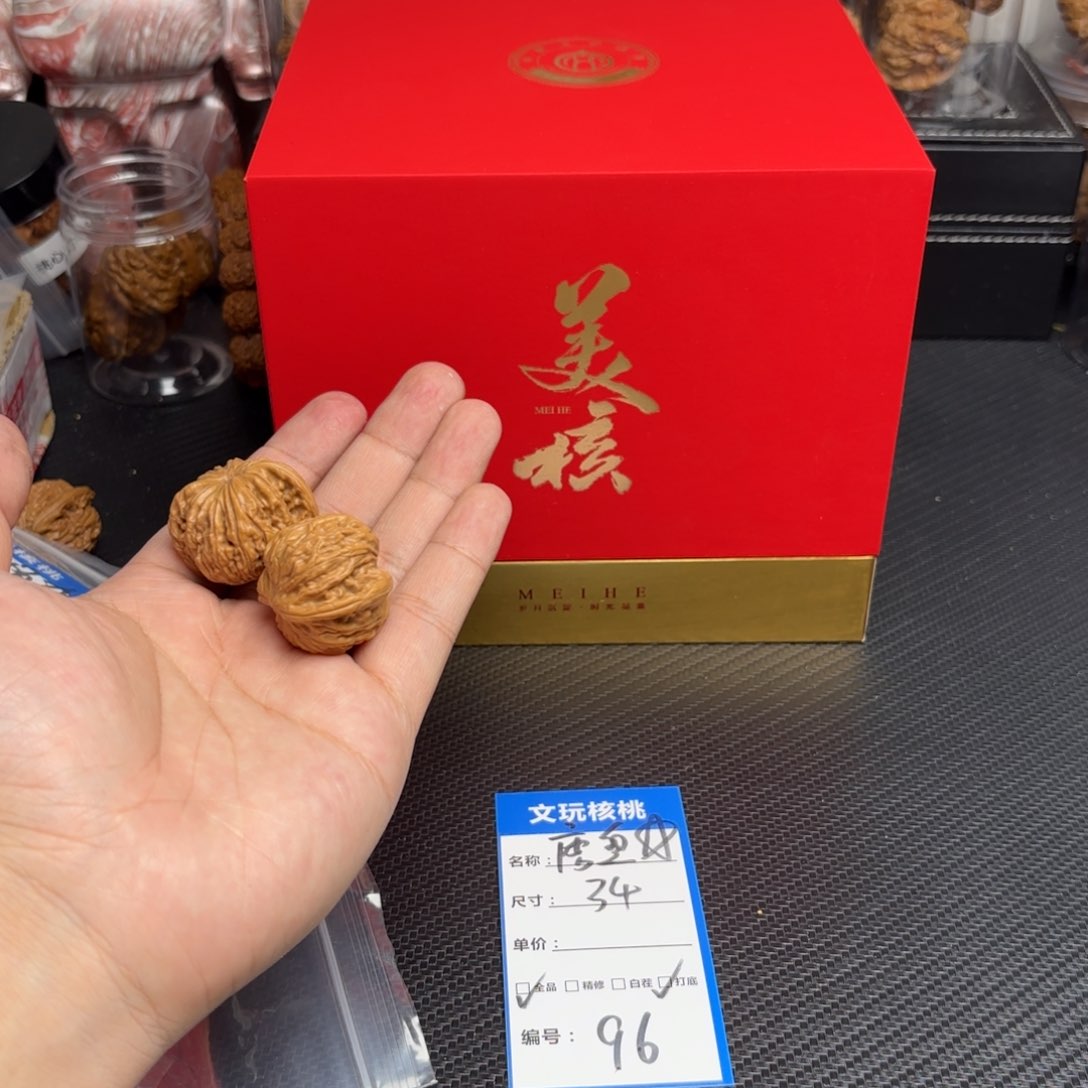 美
MEI HE
核
MEIHE
文玩核桃
名称：
尺寸：34
单价：
全品 精修 白茬 打底
编号：96